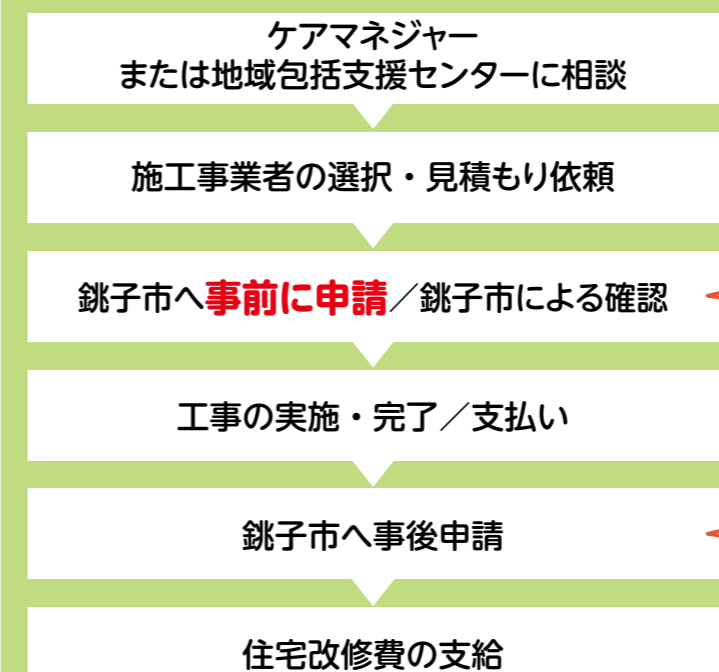 ケアマネジャー
または地域包括支援センターに相談
施工事業者の選択・見積もり依頼
銚子市へ事前に申請／銚子市による確認
工事の実施・完了／支払い
銚子市へ事後申請
住宅改修費の支給